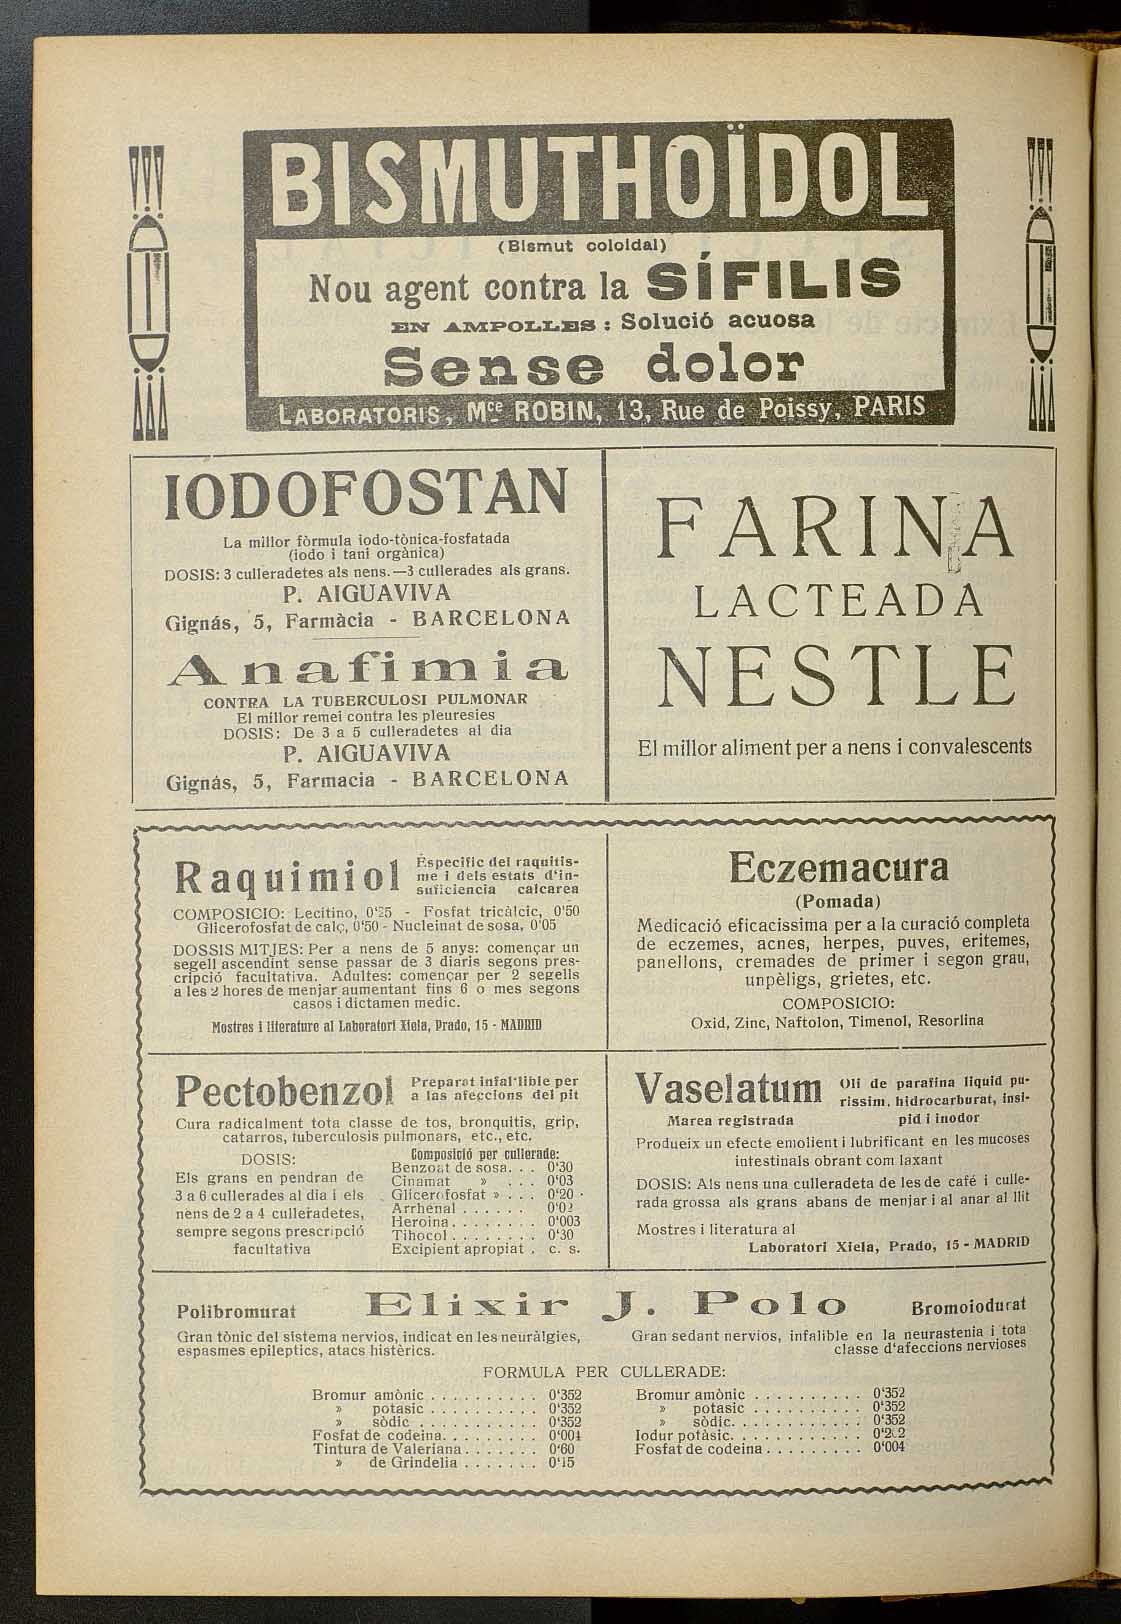 BISMUTHOÏDOL
(Bismut coloidal)
Nou agent contra la SÍFILIS
EN AMPOLLES : Solució acuosa
Sense dolor
LABORATORIS, Mce ROBIN, 13, Rue de Poissy, PARIS
IODOFOSTAN
La millor fòrmula iodo-tònica-fosfatada
(iodo i tani orgànica)
DOSIS: 3 culleradetes als nens.—3 cullerades als grans.
P. AIGUAVIVA
Gignás, 5, Farmàcia - BARCELONA
Anafimia
CONTRA LA TUBERCULOSI PULMONAR
El millor remei contra les pleuresies
DOSIS: De 3 a 5 culleradetes al dia
P. AIGUAVIVA
Gignás, 5, Farmacia - BARCELONA
FARINA
LACTEADA
NESTLE
El millor aliment per a nens i convalescents
Raquimiol
Especific del raquitis-
me i dels estats d'in-
suficiencia calcarea
COMPOSICIO: Lecitino, 0'25 - Fosfat tricàlcic, 0'50
Glicerofosfat de calç, 0'50 - Nucleinat de sosa, 0'05
DOSSIS MITJES: Per a nens de 5 anys: començar un
segell ascendint sense passar de 3 diaris segons pres-
cripció facultativa. Adultes: començar per 2 segells
a les 2 hores de menjar aumentant fins 6 o mes segons
casos i dictamen medic.
Mostres i literature al Laboratori Xiela, Prado, 15 - MADRID
Eczemacura
(Pomada)
Medicació eficacissima per a la curació completa
de eczemes, acnes, herpes, puves, eritemes,
panellons, cremades de primer i segon grau,
unpèligs, grietes, etc.
COMPOSICIO:
Oxid, Zinc, Naftolon, Timenol, Resorlina
Pectobenzol
Preparat infal'lible per
a las afeccions del pit
Cura radicalment tota classe de tos, bronquitis, grip,
catarros, tuberculosis pulmonars, etc., etc.
DOSIS:
Els grans en pendran de
3 a 6 cullerades al dia i els
nens de 2 a 4 culleradetes,
sempre segons prescripció
facultativa
Composició per cullerade:
Benzoat de sosa. . . 0'30
Cinamat » . . . 0'03
Glicerofosfat » . . . 0'20
Arrhenal . . . . . . 0'02
Heroina. . . . . . . . 0'003
Tihocol. . . . . . . . 0'30
Excipient apropiat . c. s.
Vaselatum
Marea registrada
Oli de parafina liquid pu-
rissim, hidrocarburat, insi-
pid i inodor
Produeix un efecte emolient i lubrificant en les mucoses
intestinals obrant com laxant
DOSIS: Als nens una culleradeta de les de café i culle-
rada grossa als grans abans de menjar i al anar al llit
Mostres i literatura al
Laboratori Xiela, Prado, 15 - MADRID
Polibromurat Elixir J. Polo Bromoiodurat
Gran tònic del sistema nervios, indicat en les neuràlgies,
espasmes epileptics, atacs histèrics.
Gran sedant nervios, infalible en la neurastenia i tota
classe d'afeccions nervioses
FORMULA PER CULLERADE:
Bromur amònic . . . . . . . . . . 0'352
» potasic . . . . . . . . . . 0'352
» sòdic . . . . . . . . . . . 0'352
Fosfat de codeina. . . . . . . . . 0'004
Tintura de Valeriana. . . . . . . 0'60
» de Grindelia . . . . . . . 0'15
Bromur amònic . . . . . . . . . . 0'352
» potasic . . . . . . . . . . 0'352
» sòdic. . . . . . . . . . . . 0'352
Iodur potàsic. . . . . . . . . . . .
Fosfat de codeina . . . . . . . . . 0'004